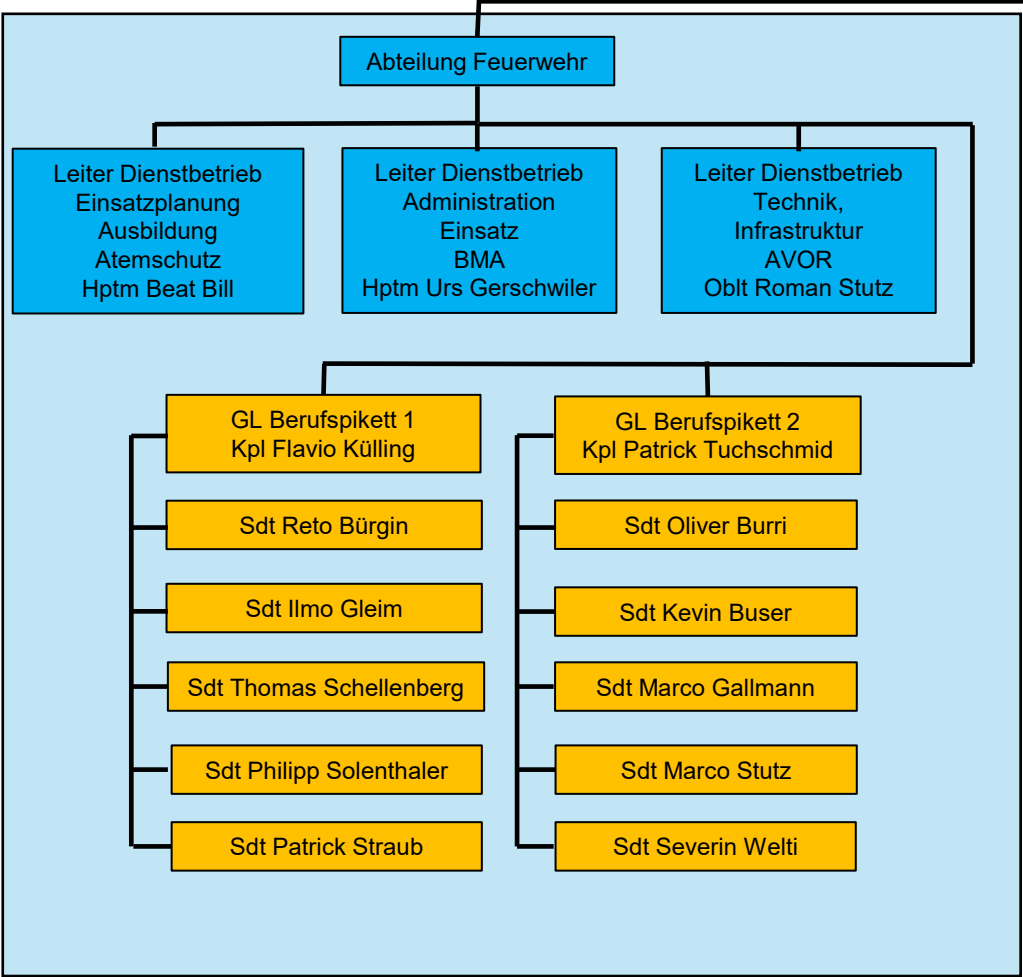 Abteilung Feuerwehr
Leiter Dienstbetrieb
Einsatzplanung
Ausbildung
Atemschutz
Hptm Beat Bill
Leiter Dienstbetrieb
Administration
Einsatz
BMA
Hptm Urs Gerschwiler
Leiter Dienstbetrieb
Technik,
Infrastruktur
AVOR
Oblt Roman Stutz
GL Berufspikett 1
Kpl Flavio Külling
Sdt Reto Bürgin
Sdt Ilmo Gleim
Sdt Thomas Schellenberg
Sdt Philipp Solenthaler
Sdt Patrick Straub
GL Berufspikett 2
Kpl Patrick Tuchschmid
Sdt Oliver Burri
Sdt Kevin Buser
Sdt Marco Gallmann
Sdt Marco Stutz
Sdt Severin Welti